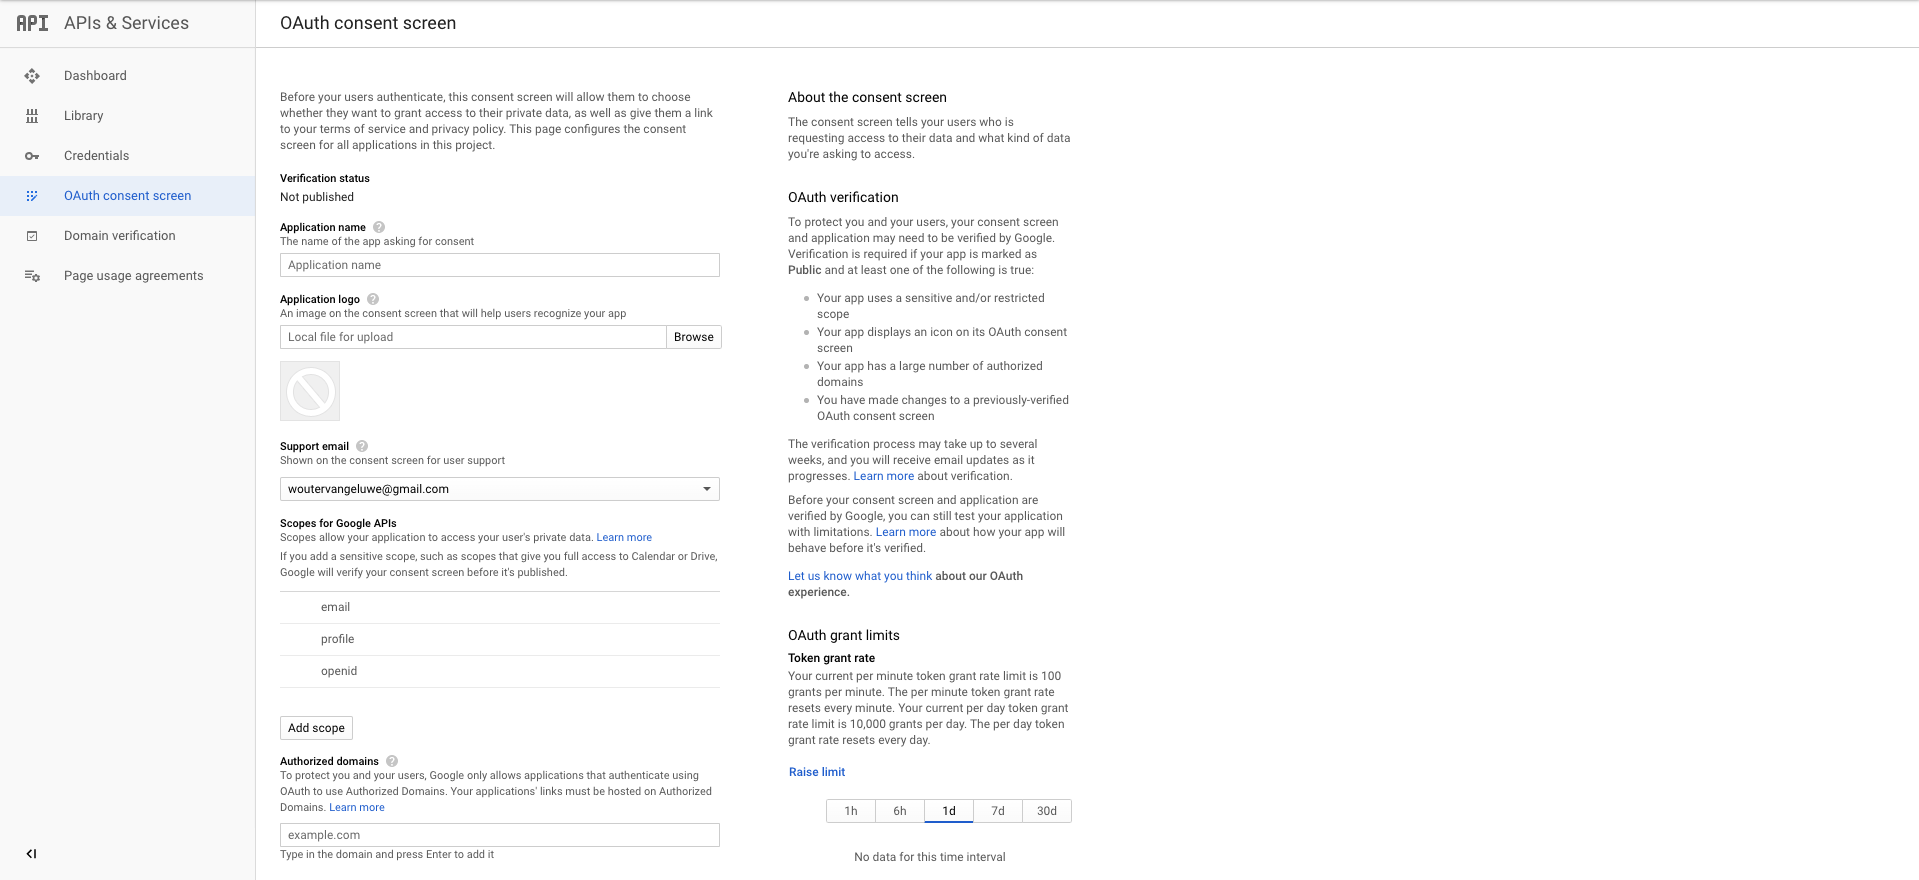 API APIs & Services
OAuth consent screen
Dashboard
Library
Credentials
OAuth consent screen
Domain verification
Page usage agreements
Before your users authenticate, this consent screen will allow them to choose
whether they want to grant access to their private data, as well as give them a link
to your terms of service and privacy policy. This page configures the consent
screen for all applications in this project.
Verification status
Not published
Application name ?
The name of the app asking for consent
Application name
Application logo ?
An image on the consent screen that will help users recognize your app
Local file for upload Browse
Support email ?
Shown on the consent screen for user support
woutervangeluwe@gmail.com
Scopes for Google APIs
Scopes allow your application to access your user's private data. Learn more
If you add a sensitive scope, such as scopes that give you full access to Calendar or Drive,
Google will verify your consent screen before it's published.
email
profile
openid
Add scope
Authorized domains ?
To protect you and your users, Google only allows applications that authenticate using
OAuth to use Authorized Domains. Your applications' links must be hosted on Authorized
Domains. Learn more
example.com
Type in the domain and press Enter to add it
About the consent screen
The consent screen tells your users who is
requesting access to their data and what kind of data
you're asking to access.
OAuth verification
To protect you and your users, your consent screen
and application may need to be verified by Google.
Verification is required if your app is marked as
Public and at least one of the following is true:
Your app uses a sensitive and/or restricted
scope
Your app displays an icon on its OAuth consent
screen
Your app has a large number of authorized
domains
You have made changes to a previously-verified
OAuth consent screen
The verification process may take up to several
weeks, and you will receive email updates as it
progresses. Learn more about verification.
Before your consent screen and application are
verified by Google, you can still test your application
with limitations. Learn more about how your app will
behave before it's verified.
Let us know what you think about our OAuth
experience.
OAuth grant limits
Token grant rate
Your current per minute token grant rate limit is 100
grants per minute. The per minute token grant rate
resets every minute. Your current per day token grant
rate limit is 10,000 grants per day. The per day token
grant rate resets every day.
Raise limit
1h 6h 1d 7d 30d
No data for this time interval